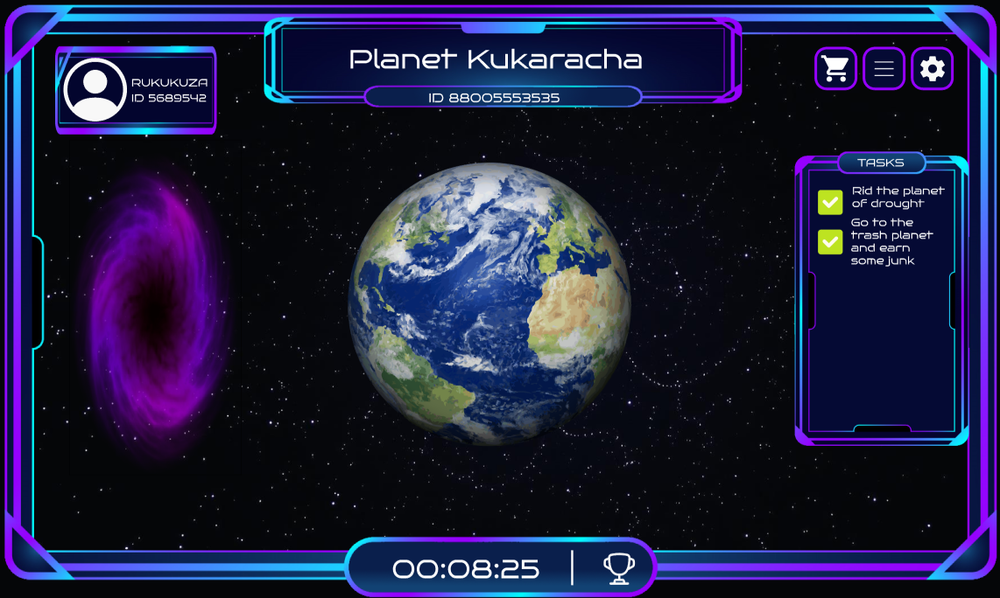 Planet Kukaracha
ID 88005553535
RUKUKUZA
ID 5689542
TASKS
Rid the planet
of drought
Go to the
trash planet
and earn
some junk
00:08:25